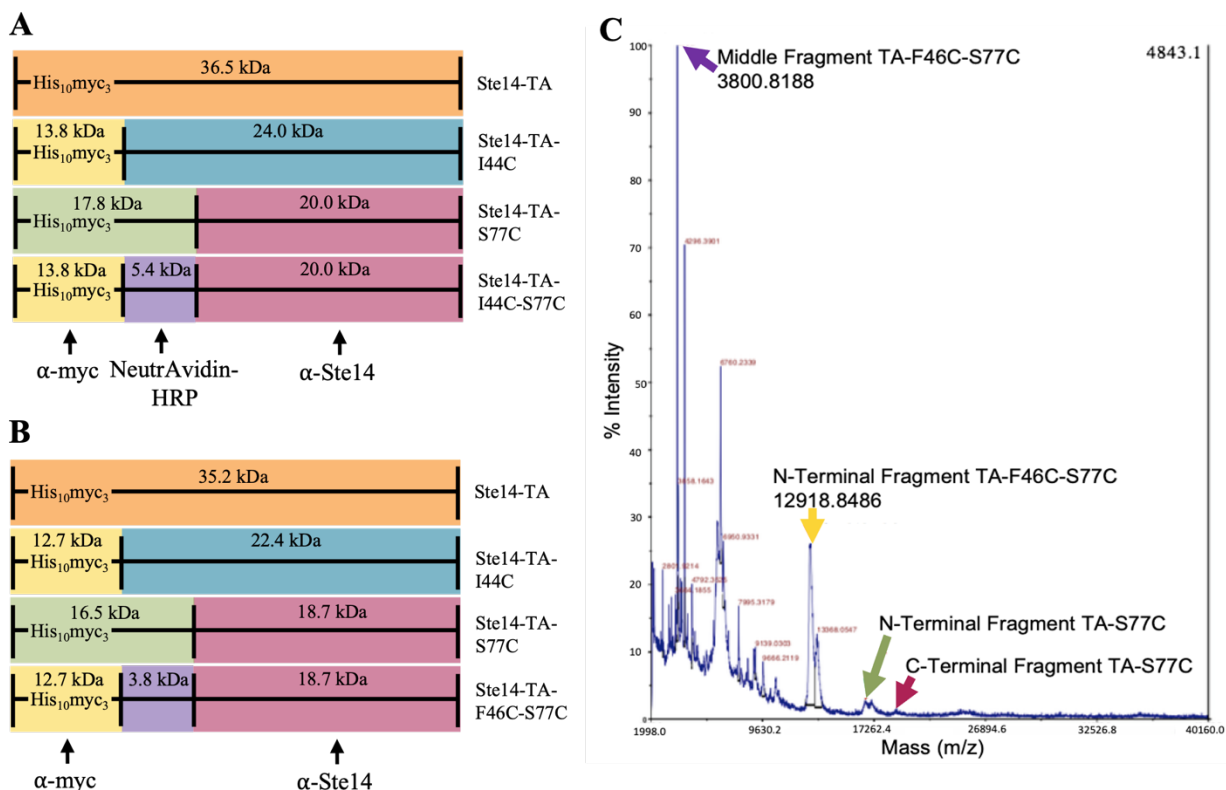 A
36.5 kDa
His10myc3
Ste14-TA
13.8 kDa
24.0 kDa
His10myc3
Ste14-TA-
I44C
17.8 kDa
20.0 kDa
His10myc3
Ste14-TA-
S77C
13.8 kDa
5.4 kDa
20.0 kDa
His10myc3
Ste14-TA-
I44C-S77C
α-myc
NeutrAvidin-
HRP
α-Ste14
B
35.2 kDa
His10myc3
Ste14-TA
12.7 kDa
22.4 kDa
His10myc3
Ste14-TA-
I44C
16.5 kDa
18.7 kDa
His10myc3
Ste14-TA-
S77C
12.7 kDa
3.8 kDa
18.7 kDa
His10myc3
Ste14-TA-
F46C-S77C
α-myc
α-Ste14
C
4843.1
Middle Fragment TA-F46C-S77C
3800.8188
N-Terminal Fragment TA-F46C-S77C
12918.8486
N-Terminal Fragment TA-S77C
C-Terminal Fragment TA-S77C
100
90
80
70
60
50
40
30
20
10
0
% Intensity
1998.0
9630.2
17262.4
26894.6
32526.8
40160.0
Mass (m/z)